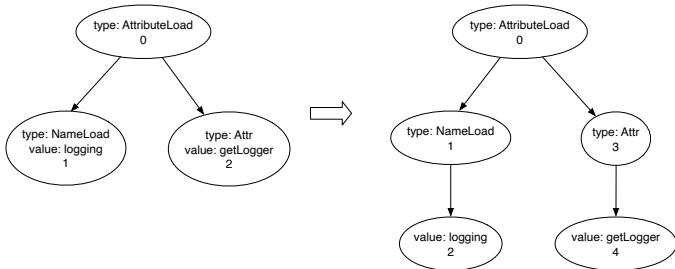 type: AttributeLoad
0
type: NameLoad
value: logging
1
type: Attr
value: getLogger
2
type: AttributeLoad
0
type: NameLoad
1
type: Attr
3
value: logging
2
value: getLogger
4